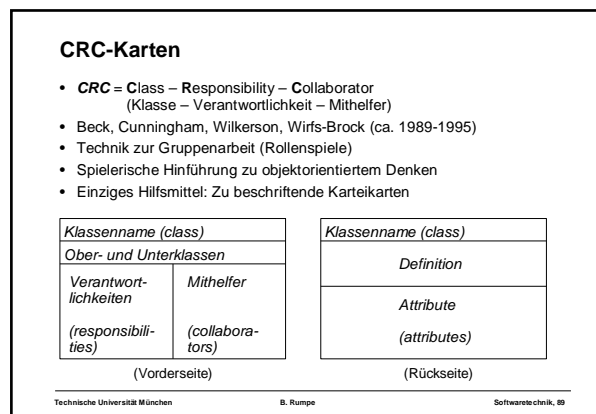 CRC-Karten
• CRC = Class – Responsibility – Collaborator
(Klasse – Verantwortlichkeit – Mithelfer)
• Beck, Cunningham, Wilkerson, Wirfs-Brock (ca. 1989-1995)
• Technik zur Gruppenarbeit (Rollenspiele)
• Spielerische Hinführung zu objektorientiertem Denken
• Einziges Hilfsmittel: Zu beschriftende Karteikarten
Klassenname (class)
Ober- und Unterklassen
Verantwort-
lichkeiten
(responsibili-
ties)
Mithelfer
(collabora-
tors)
(Vorderseite)
Klassenname (class)
Definition
Attribute
(attributes)
(Rückseite)
Technische Universität München B. Rumpe Softwaretechnik, 89